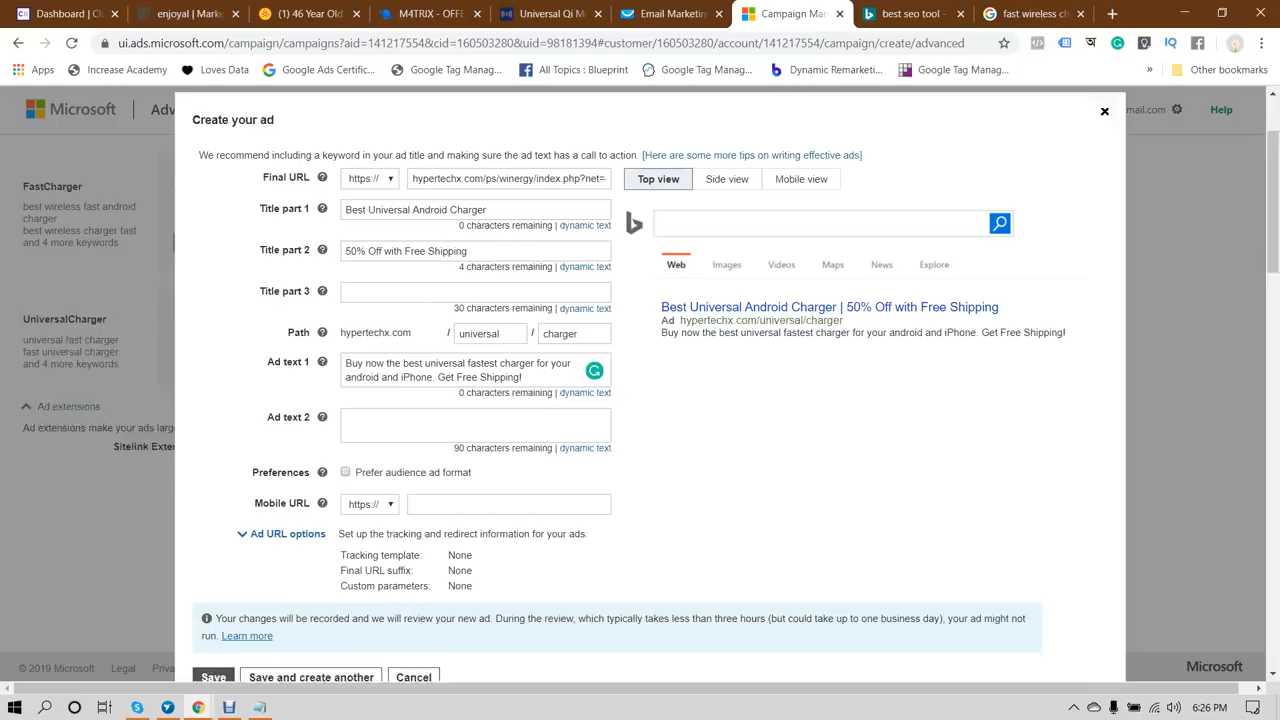 Dashboard | Cl
enjoyal | Mem
Best Universal
M4TRIX - Offer
Universal Qi M
Email Marketin
Campaign Man
best seo tool -
fast wireless ch
ui.ads.microsoft.com/campaign/campaigns?aid=141217554&cid=160503280&uid=98181394#customer/160503280/account/141217554/campaign/create/advanced
Apps
Increase Academy
Loves Data
Google Ads Certific...
Google Tag Manag...
All Topics : Blueprint
Google Tag Manag...
Dynamic Remarketi...
Google Tag Manag...
»
Other bookmarks
Microsoft
Adv
mail.com
Help
Create your ad
We recommend including a keyword in your ad title and making sure the ad text has a call to action. [Here are some more tips on writing effective ads]
Final URL
https://
hypertechx.com/ps/winergy/index.php?net=
Top view
Side view
Mobile view
FastCharger
best wireless fast android
charger
best wireless charger fast
and 4 more keywords
Title part 1
Best Universal Android Charger
0 characters remaining | dynamic text
Title part 2
50% Off with Free Shipping
4 characters remaining | dynamic text
Title part 3
30 characters remaining | dynamic text
Web
Images
Videos
Maps
News
Explore
Best Universal Android Charger | 50% Off with Free Shipping
Ad hypertechx.com/universal/charger
Buy now the best universal fastest charger for your android and iPhone. Get Free Shipping!
UniversalCharger
universal fast charger
fast universal charger
and 4 more keywords
Path
hypertechx.com
/ universal / charger
Ad text 1
Buy now the best universal fastest charger for your
android and iPhone. Get Free Shipping!
0 characters remaining | dynamic text
Ad extensions
Ad extensions make your ads larg
Sitelink Exter
Ad text 2
90 characters remaining | dynamic text
Preferences
Prefer audience ad format
Mobile URL
https://
Ad URL options
Set up the tracking and redirect information for your ads.
Tracking template: None
Final URL suffix: None
Custom parameters: None
Your changes will be recorded and we will review your new ad. During the review, which typically takes less than three hours (but could take up to one business day), your ad might not
run. Learn more
Save
Save and create another
Cancel
© 2019 Microsoft
Legal
Priva
Microsoft
6:26 PM